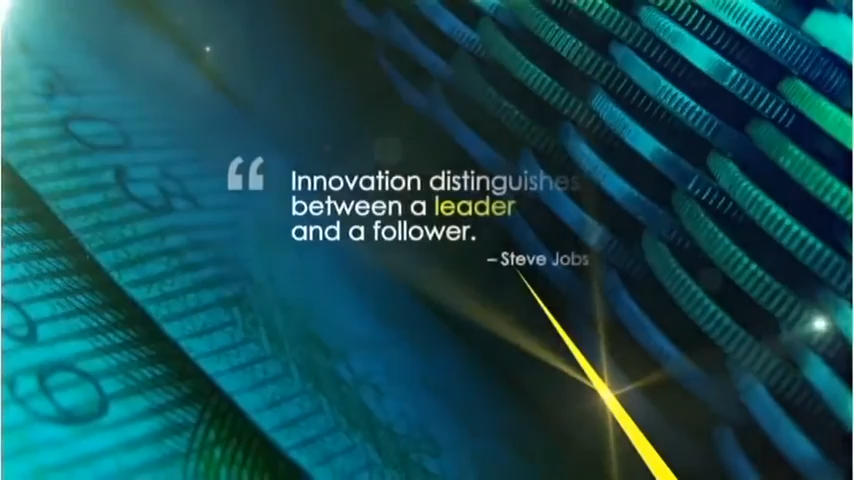 “
Innovation distinguishes
between a leader
and a follower.
– Steve Jobs